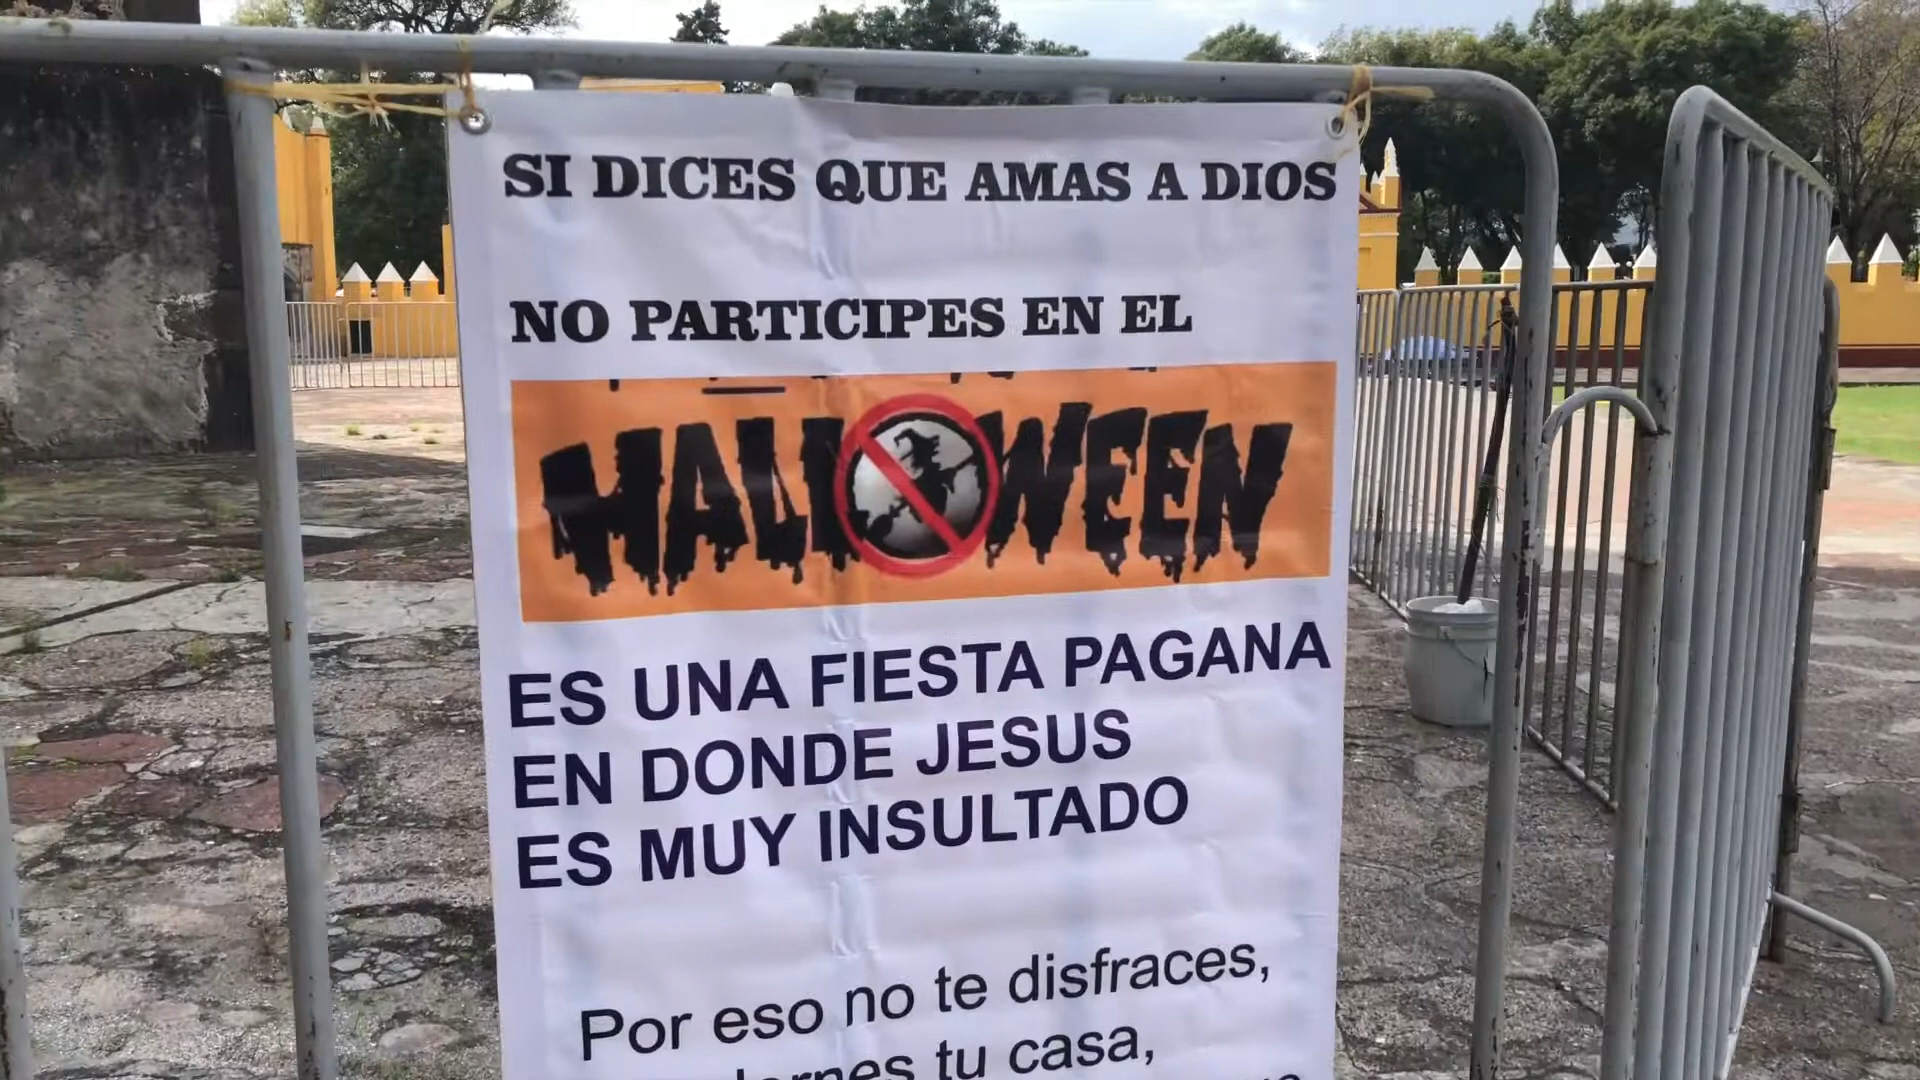 SI DICES QUE AMAS A DIOS
NO PARTICIPES EN EL
HALLOWEEN
ES UNA FIESTA PAGANA
EN DONDE JESUS
ES MUY INSULTADO
Por eso no te disfraces,
tu casa,